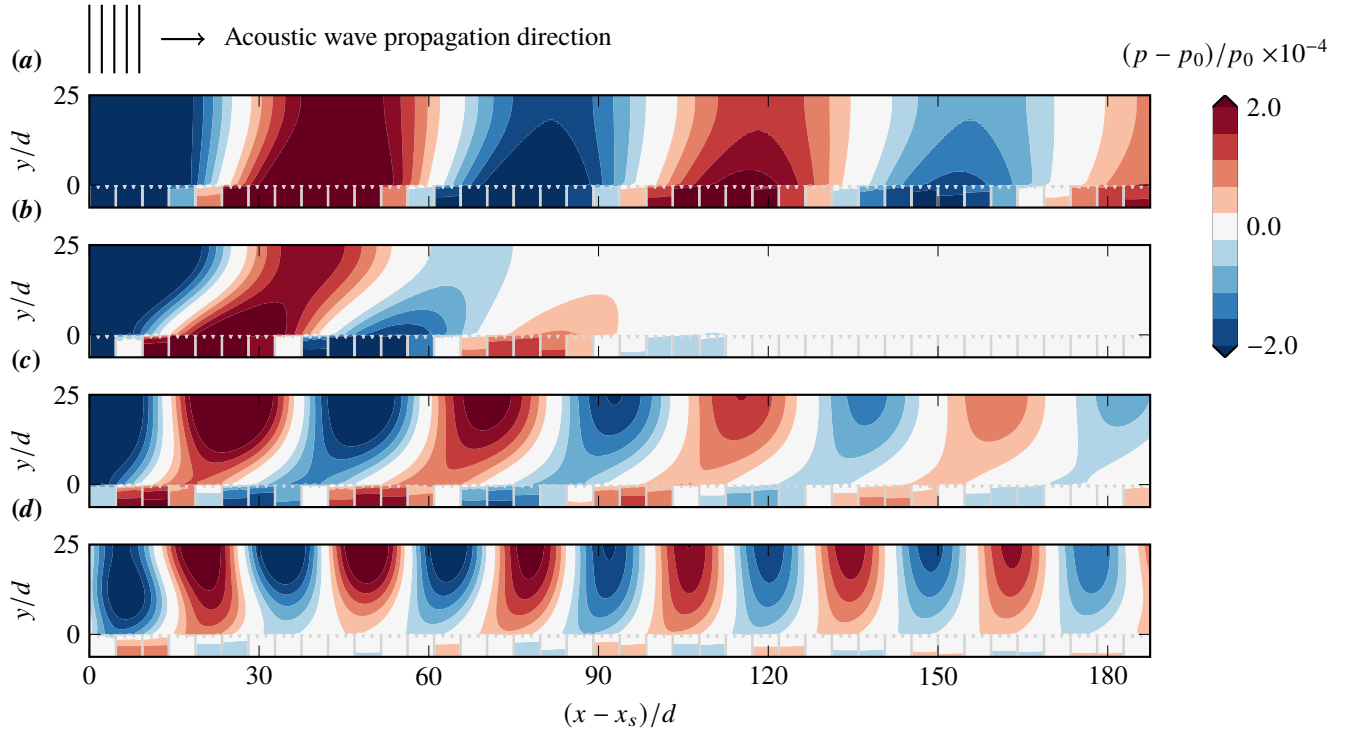 Acoustic wave propagation direction
(a)
(p − p₀)/p₀ ×10⁻⁴
25
y/d
0
2.0
0.0
−2.0
(b)
25
y/d
0
(c)
25
y/d
0
(d)
25
y/d
0
0 30 60 90 120 150 180
(x − xₛ)/d